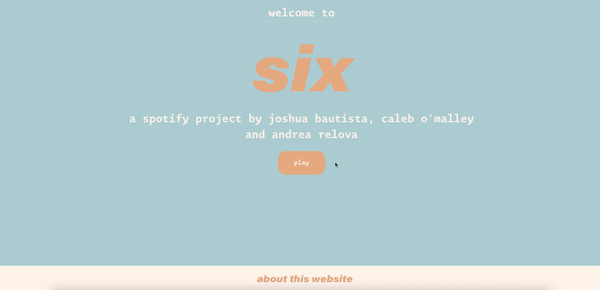 welcome to
six
a spotify project by joshua bautista, caleb o'malley
and andrea relova
play
about this website